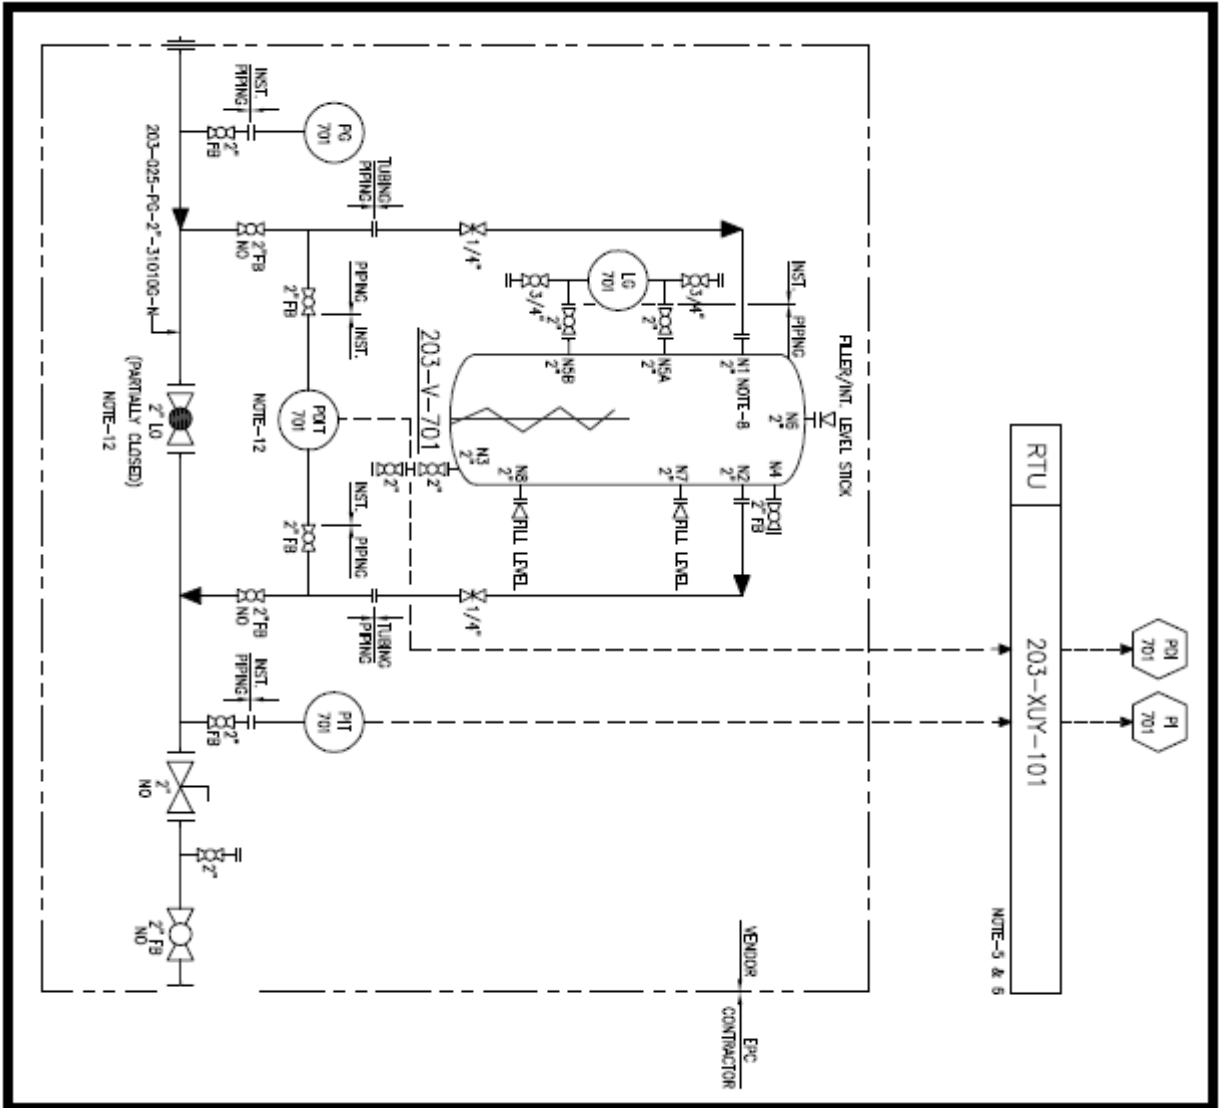 INST.
PIPING
PG
701
2"
FB
203-025-PG-2"-31010G-N
TUBING
PIPING
2"FB
NO
1/4"
PIPING
INST.
2"FB
LG
701
3/4"
3/4"
2"
2"
INST.
PIPING
FILLER/INT. LEVEL STICK
N5B
2"
N5A
2"
N1 NOTE-8
2"
N6
2"
203-V-701
N3
2"
N8
2"
N7
2"
N2
2"
N4
2" FB
2"
2"
FILL LEVEL
FILL LEVEL
PDIT
701
NOTE-12
2" LO
(PARTIALLY CLOSED)
NOTE-12
INST.
PIPING
2"FB
2"FB
NO
TUBING
PIPING
1/4"
INST.
PIPING
PIT
701
2"
FB
2"
NO
2"
2" FB
NO
RTU
203-XUY-101
NOTE-5 & 6
PDI
701
PI
701
VENDOR
EPC
CONTRACTOR